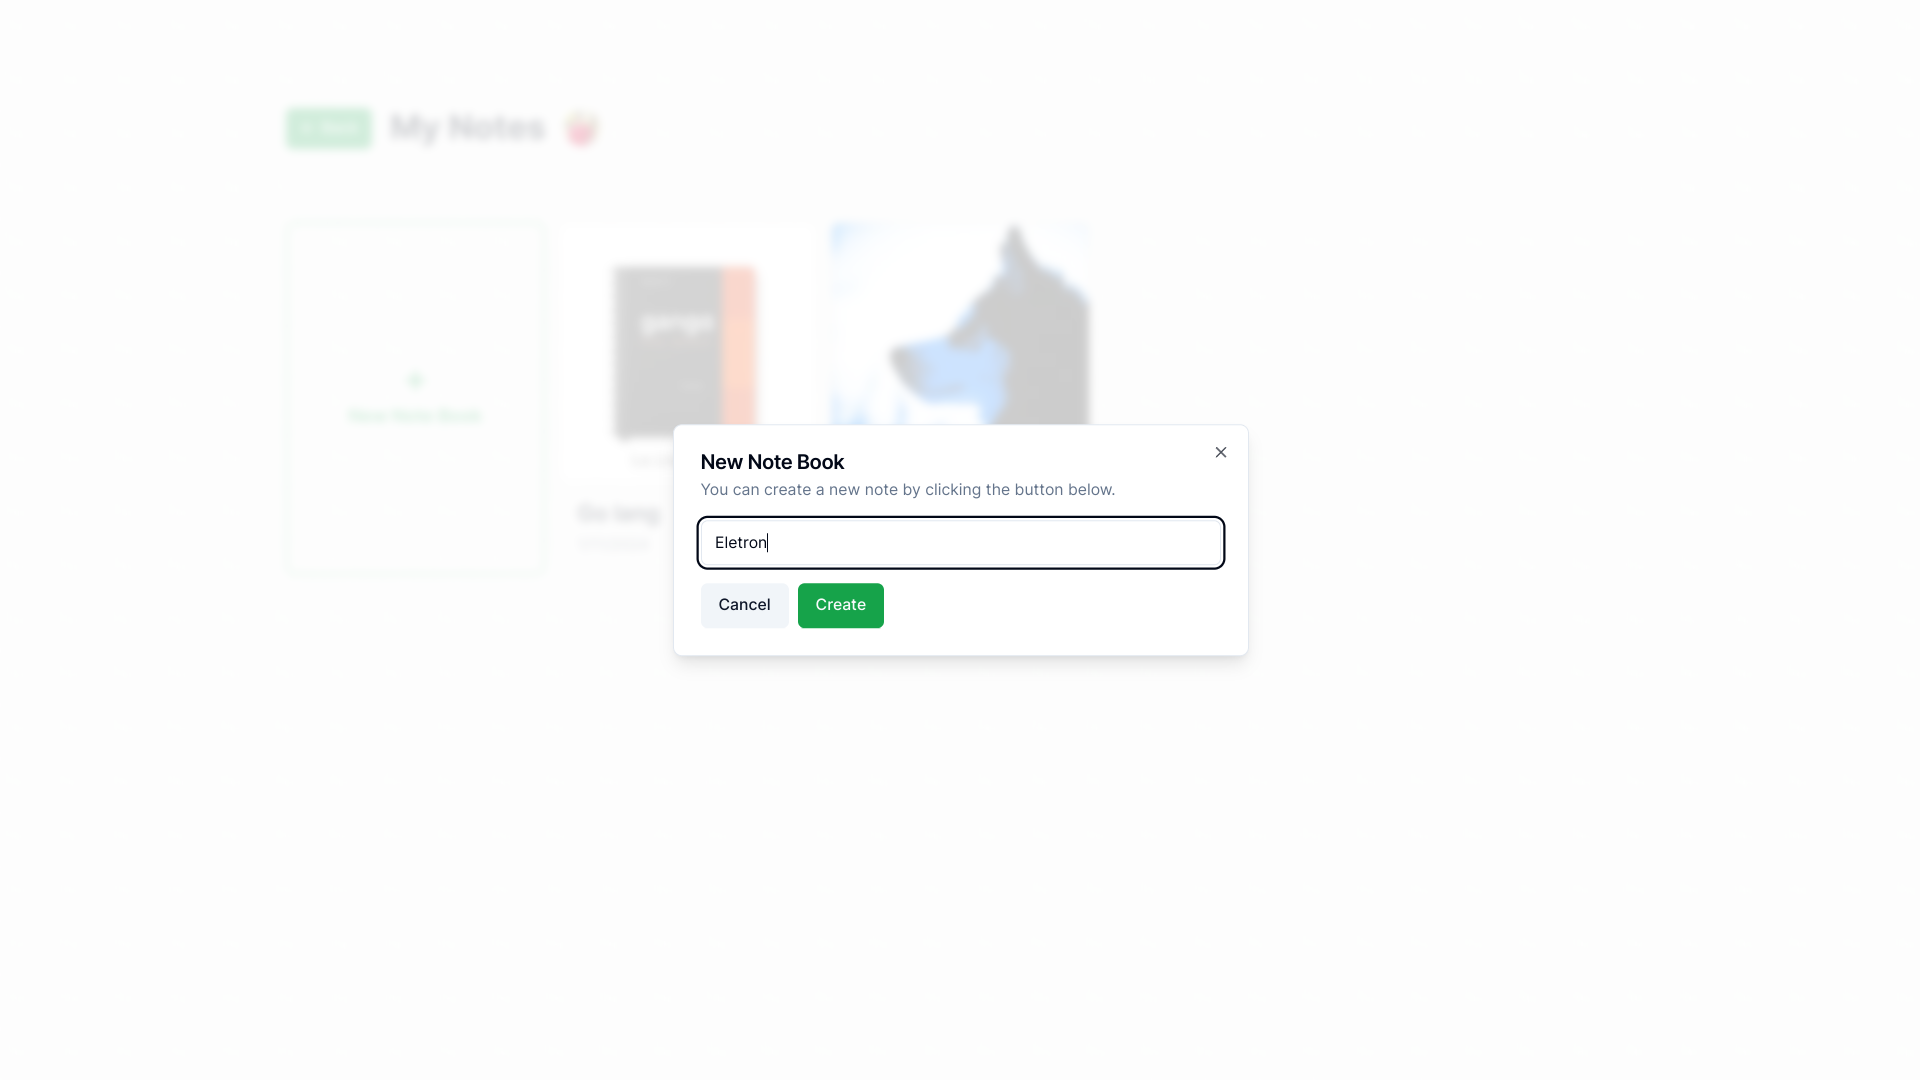 My Notes
New Note Book
Go lang
New Note Book
You can create a new note by clicking the button below.
Eletron
Cancel
Create